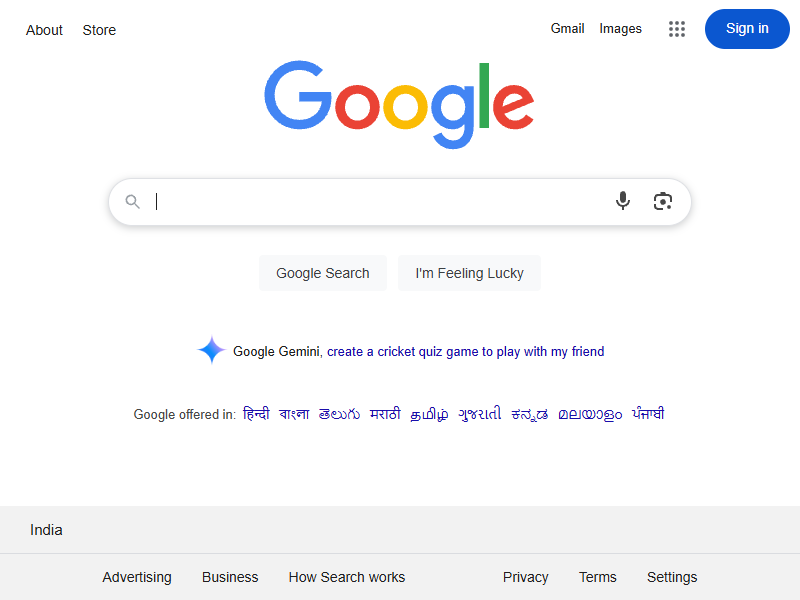 About Store Gmail Images Sign in
Google
Google Search I'm Feeling Lucky
Google Gemini, create a cricket quiz game to play with my friend
Google offered in: हिन्दी বাংলা తెలుగు मराठी தமிழ் ગુજરાતી ಕನ್ನಡ മലയാളം ਪੰਜਾਬੀ
India
Advertising Business How Search works Privacy Terms Settings